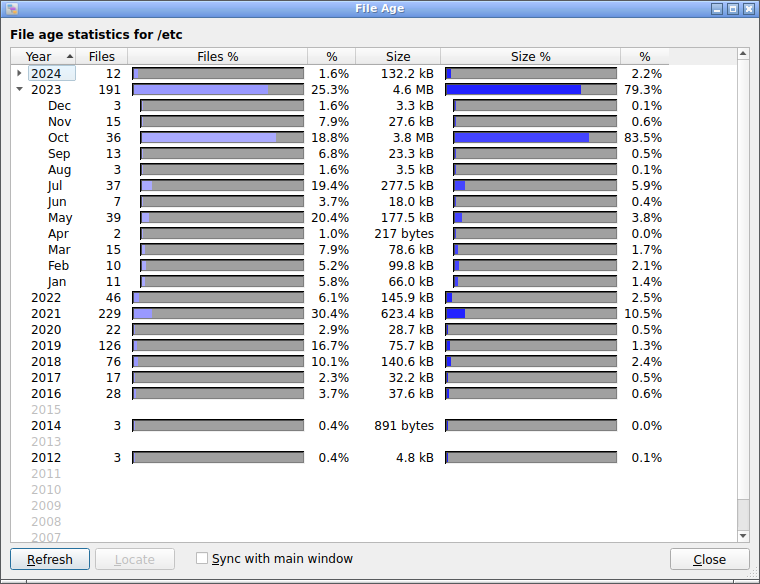 File Age
File age statistics for /etc
Year Files Files % % Size Size % %
2024 12 1.6% 132.2 kB 2.2%
2023 191 25.3% 4.6 MB 79.3%
Dec 3 1.6% 3.3 kB 0.1%
Nov 15 7.9% 27.6 kB 0.6%
Oct 36 18.8% 3.8 MB 83.5%
Sep 13 6.8% 23.3 kB 0.5%
Aug 3 1.6% 3.5 kB 0.1%
Jul 37 19.4% 277.5 kB 5.9%
Jun 7 3.7% 18.0 kB 0.4%
May 39 20.4% 177.5 kB 3.8%
Apr 2 1.0% 217 bytes 0.0%
Mar 15 7.9% 78.6 kB 1.7%
Feb 10 5.2% 99.8 kB 2.1%
Jan 11 5.8% 66.0 kB 1.4%
2022 46 6.1% 145.9 kB 2.5%
2021 229 30.4% 623.4 kB 10.5%
2020 22 2.9% 28.7 kB 0.5%
2019 126 16.7% 75.7 kB 1.3%
2018 76 10.1% 140.6 kB 2.4%
2017 17 2.3% 32.2 kB 0.5%
2016 28 3.7% 37.6 kB 0.6%
2015
2014 3 0.4% 891 bytes 0.0%
2013
2012 3 0.4% 4.8 kB 0.1%
2011
2010
2009
2008
2007
Refresh Locate Sync with main window Close